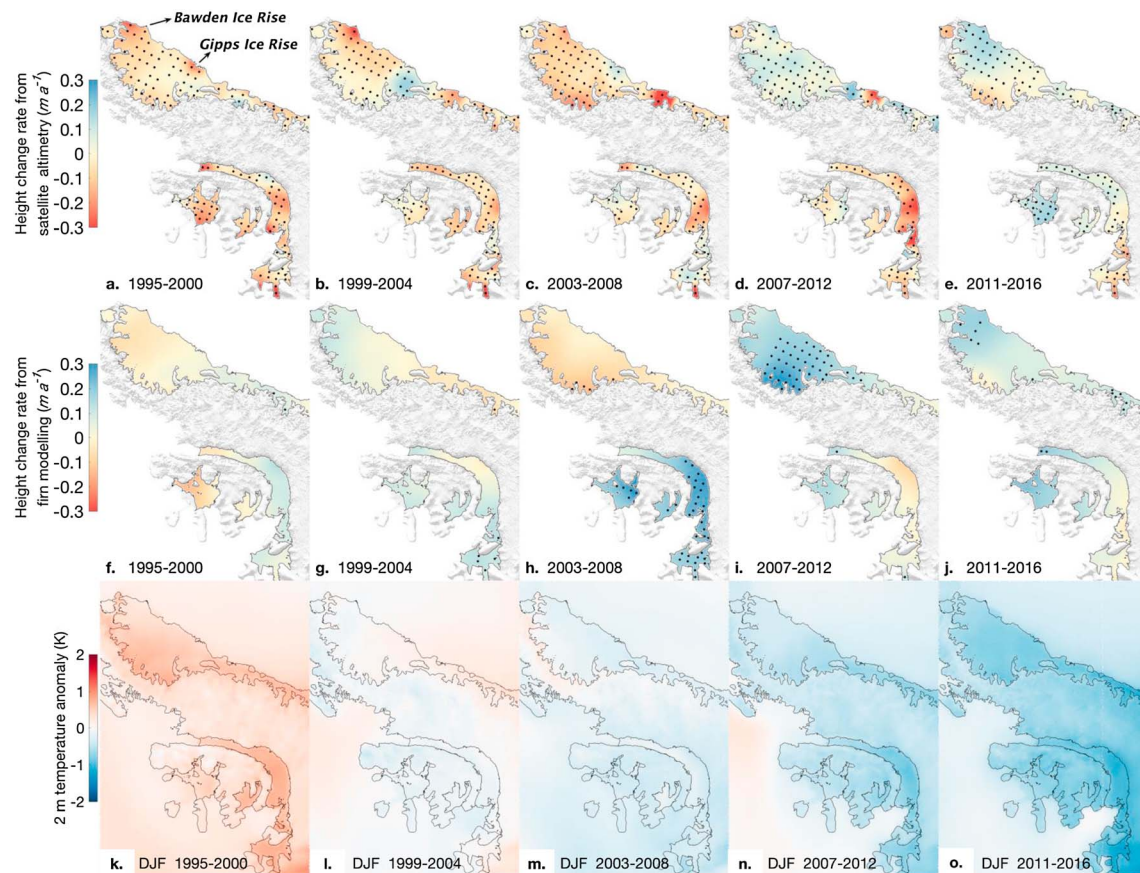 Bawden Ice Rise
Gipps Ice Rise
Height change rate from
satellite altimetry (m a⁻¹)
0.3
0.2
0.1
0
-0.1
-0.2
-0.3
a. 1995-2000
b. 1999-2004
c. 2003-2008
d. 2007-2012
e. 2011-2016
Height change rate from
firn modelling (m a⁻¹)
0.3
0.2
0.1
0
-0.1
-0.2
-0.3
f. 1995-2000
g. 1999-2004
h. 2003-2008
i. 2007-2012
j. 2011-2016
2 m temperature anomaly (K)
2
1
0
-1
-2
k. DJF 1995-2000
l. DJF 1999-2004
m. DJF 2003-2008
n. DJF 2007-2012
o. DJF 2011-2016